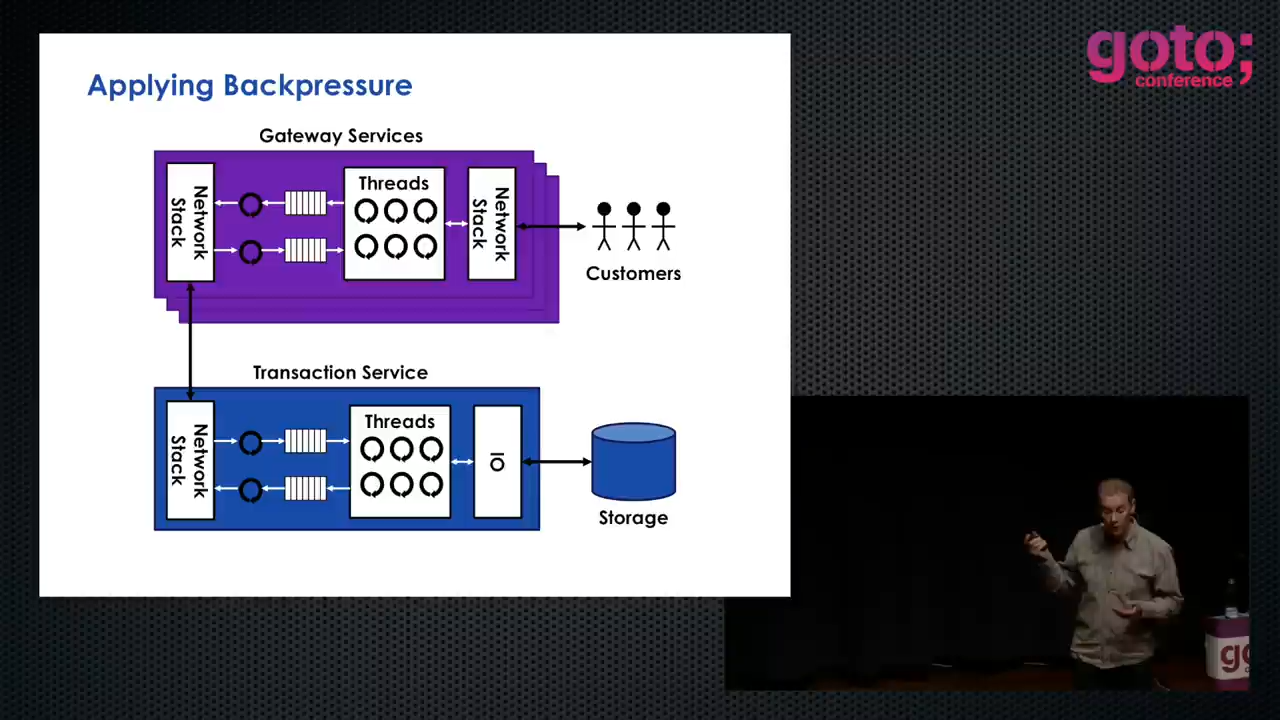 goto;
conference
Applying Backpressure
Gateway Services
Network
Stack
Threads
Network
Stack
Customers
Transaction Service
Network
Stack
Threads
IO
Storage
go